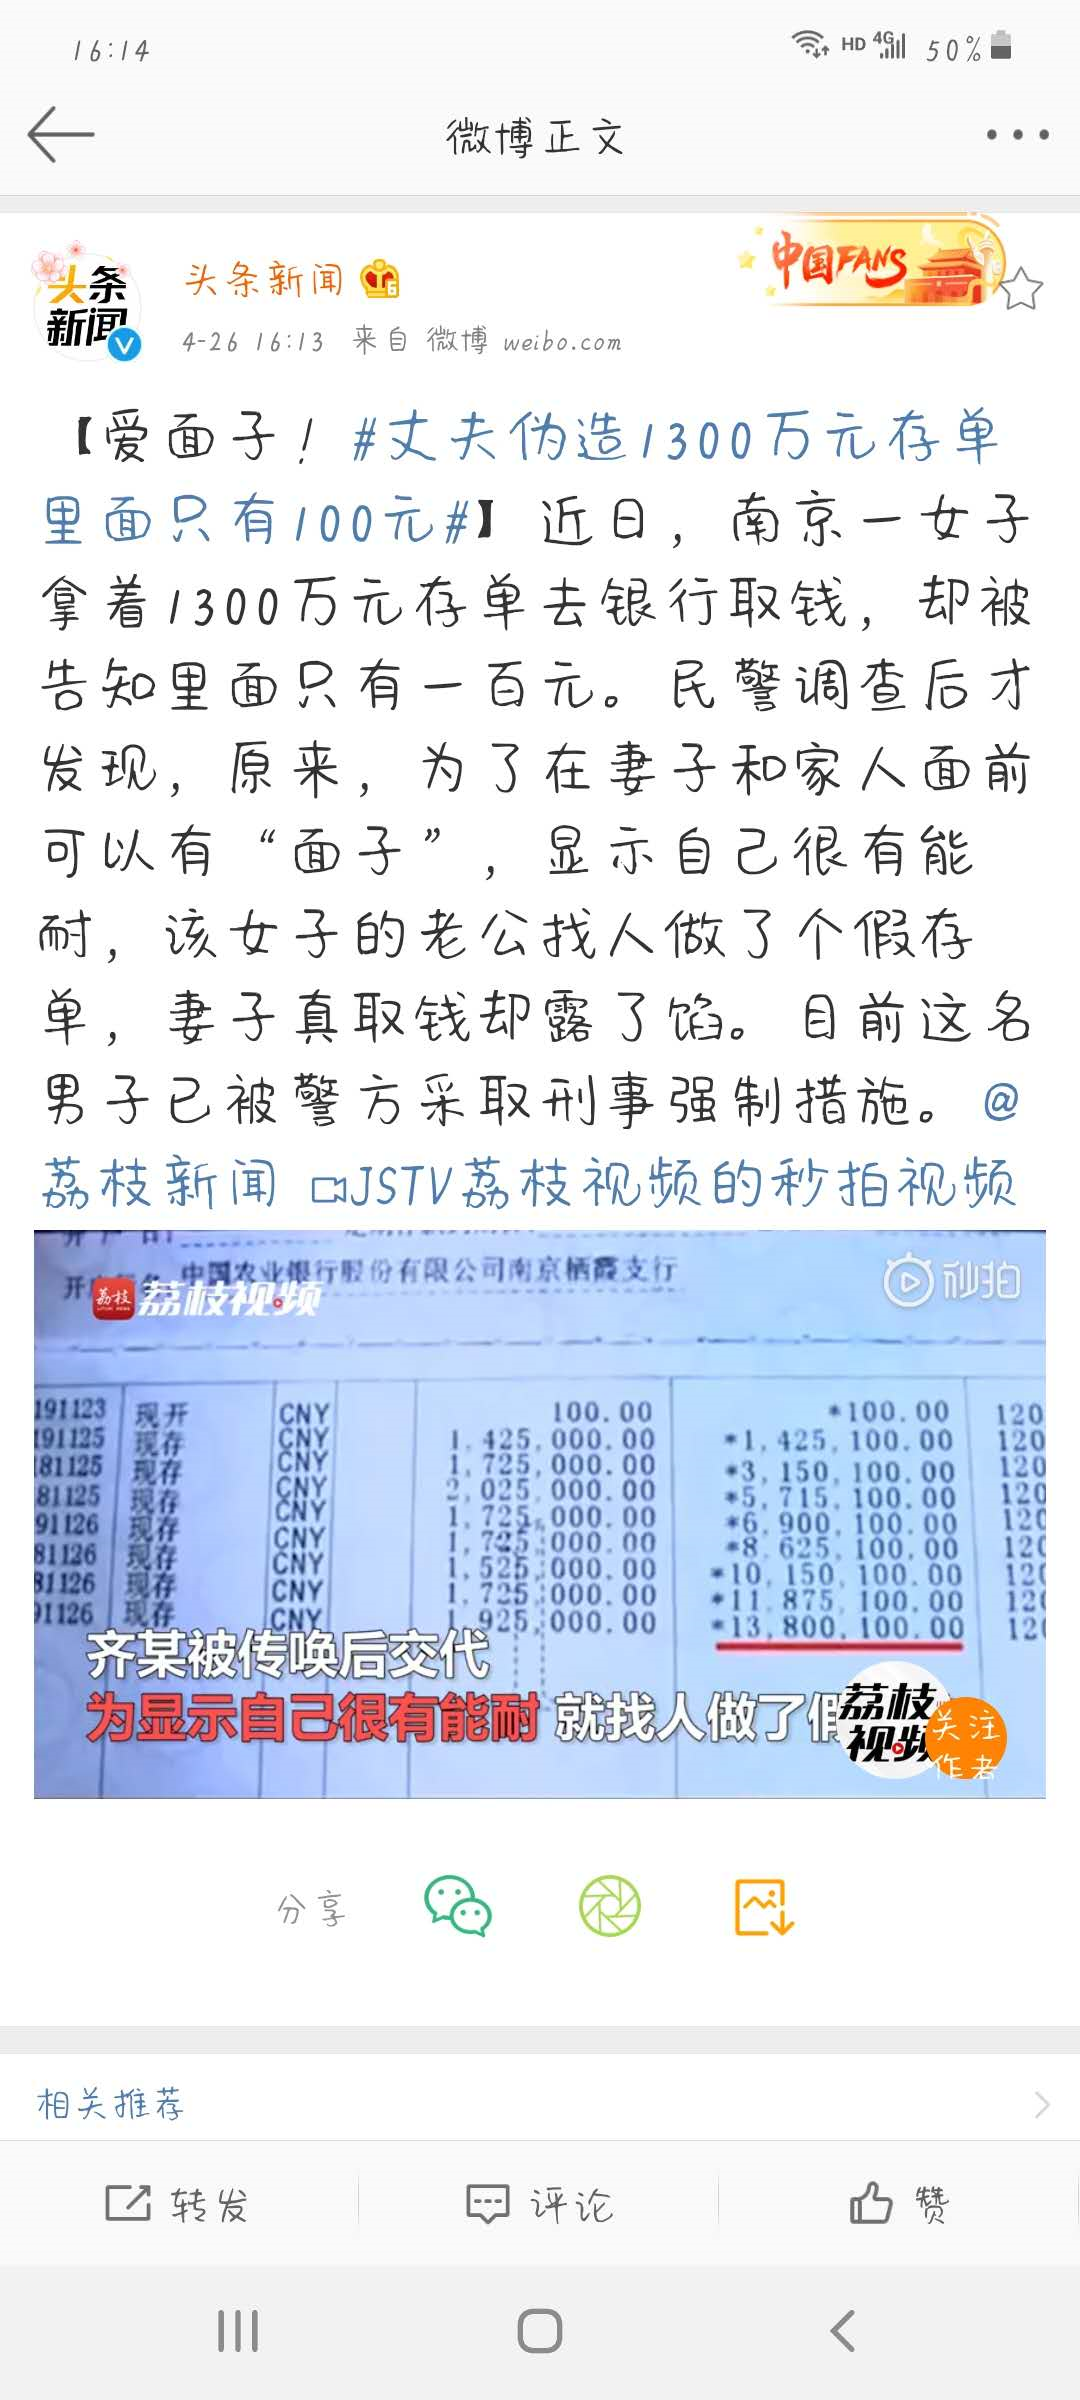 16:14
HD 4G 50%
微博正文
头条新闻
中国FANS
头条
新闻
4-26 16:13 来自 微博 weibo.com
【爱面子！#丈夫伪造1300万元存单
里面只有100元#】近日，南京一女子
拿着1300万元存单去银行取钱，却被
告知里面只有一百元。民警调查后才
发现，原来，为了在妻子和家人面前
可以有“面子”，显示自己很有能
耐，该女子的老公找人做了个假存
单，妻子真取钱却露了馅。目前这名
男子已被警方采取刑事强制措施。@
荔枝新闻 JSTV荔枝视频的秒拍视频
中国农业银行股份有限公司南京栖霞支行
荔枝 荔枝视频 秒拍
191123 现开 CNY 100.00 *100.00 120
191125 现存 CNY 1,425,000.00 *1,425,100.00 120
181125 现存 CNY 1,725,000.00 *3,150,100.00 120
81125 现存 CNY 2,025,000.00 *5,715,100.00 120
91126 现存 CNY 1,725,000.00 *6,900,100.00 120
81126 现存 CNY 1,725,000.00 *8,625,100.00 120
81126 现存 CNY 1,525,000.00 *10,150,100.00 120
91126 现存 CNY 1,725,000.00 *11,875,100.00 120
CNY 1,925,000.00 *13,800,100.00 120
齐某被传唤后交代
为显示自己很有能耐 就找人做了假
荔枝
视频
关注
作者
分享
相关推荐
转发 评论 赞